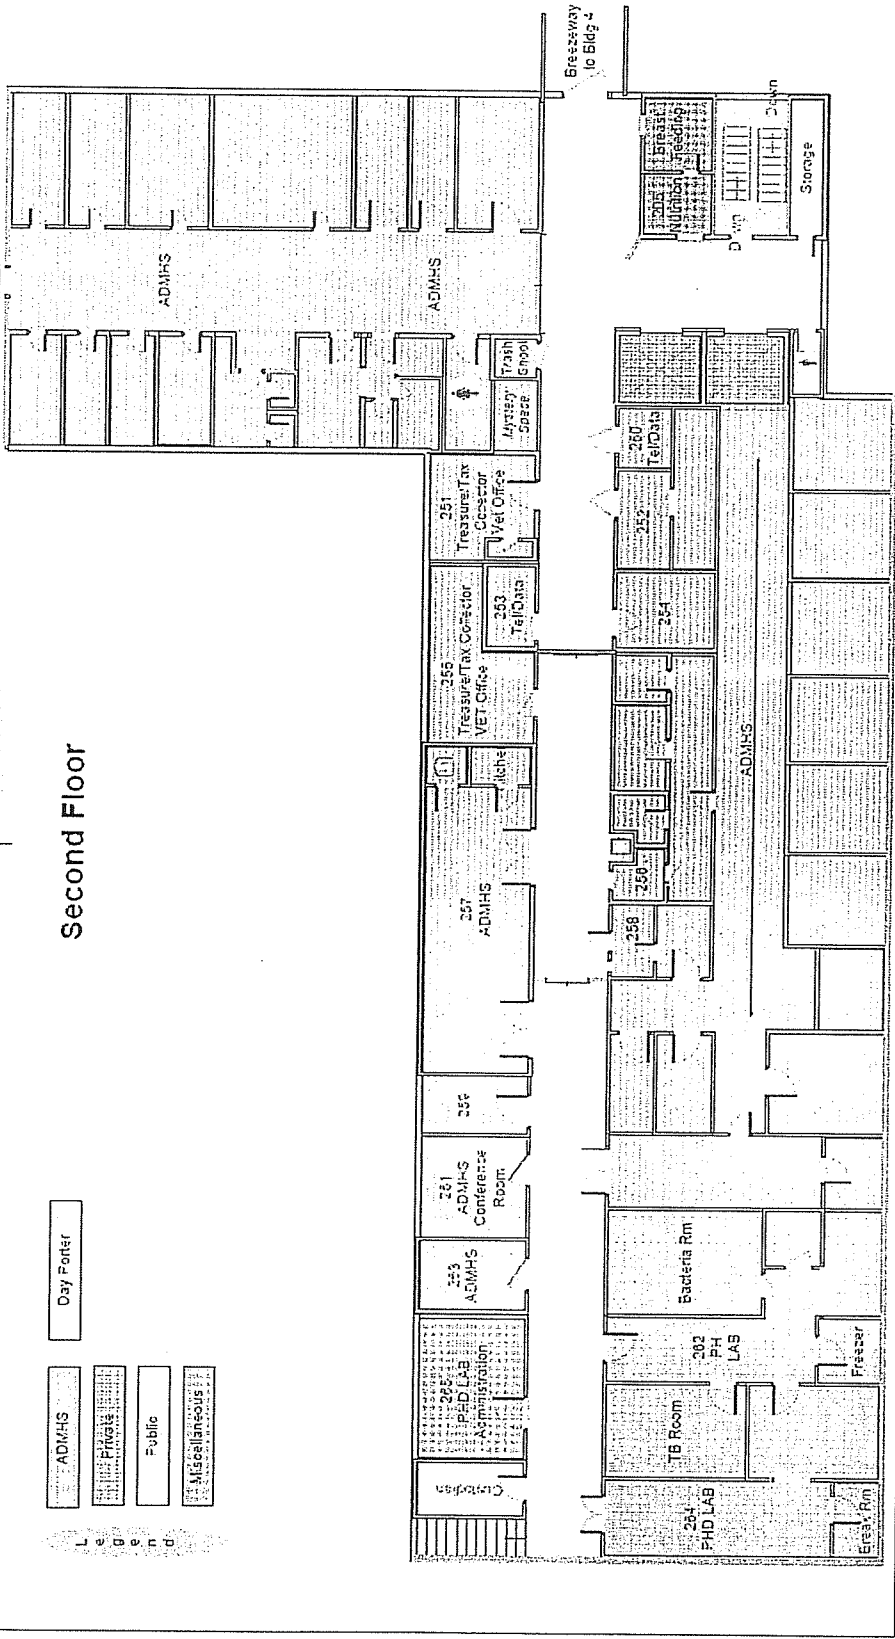 Second Floor
Legend
ADMHS
Private
Public
Miscellaneous
Day Porter
Custodian
PHD LAB
Administration
263
ADMHS
261
ADMHS
Conference
Room
259
257
ADMHS
255
Treasure/Tax Collector
VET Office
253
Tel/Data
251
Treasure/Tax
Collector
Vet Office
Mystery
Space
Trash
ADMHS
ADMHS
Breezeway
to Bldg 4
264
PHD LAB
Break Rm
TB Room
262
PH
LAB
Freezer
Bacteria Rm
258
256
254
252
250
Tel/Data
ADMHS
Nutrition
Breast
Feeding
Down
Down
Storage